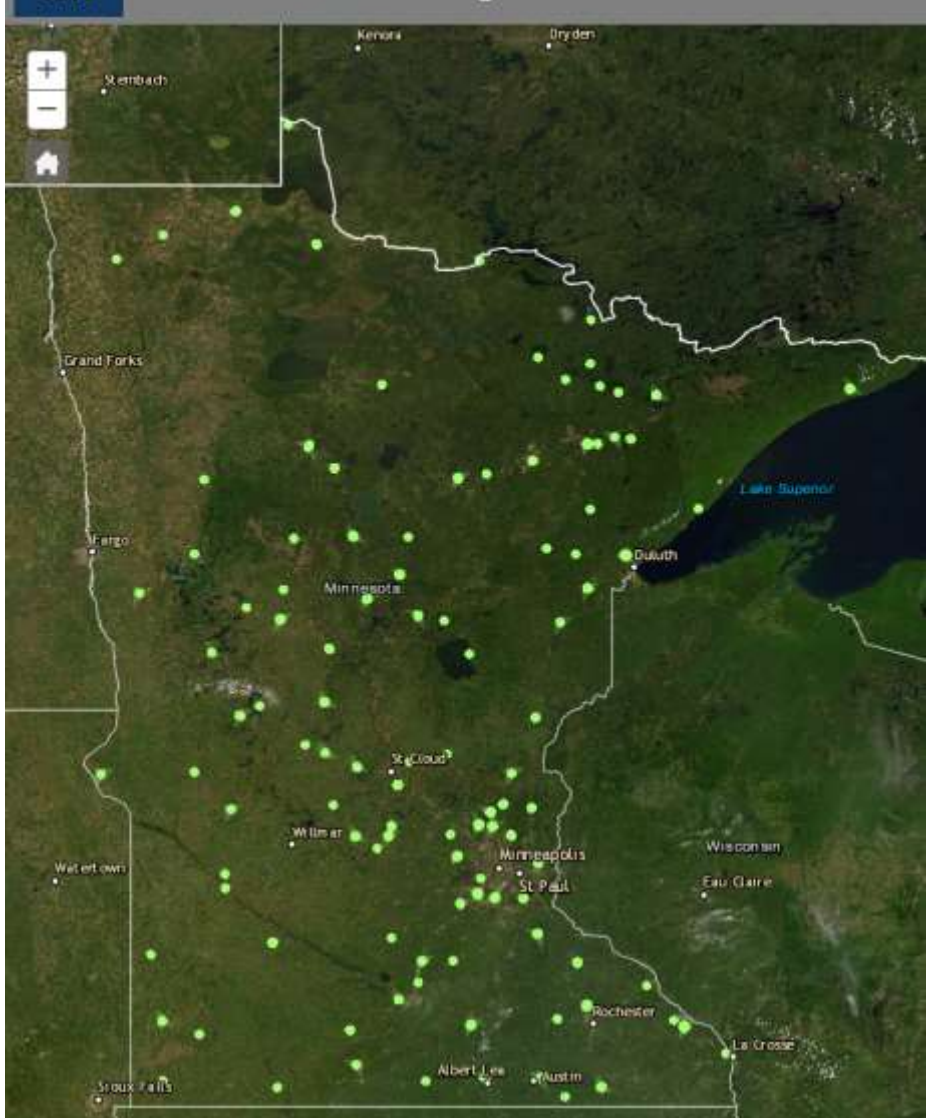 Kenora
Dryden
+
Steinbach
−
Grand Forks
Lake Superior
Fargo
Duluth
Minnesota
St Cloud
Willmar
Wisconsin
Minneapolis
Watertown
St Paul
Eau Claire
Rochester
La Crosse
Albert Lea
Austin
Sioux Falls